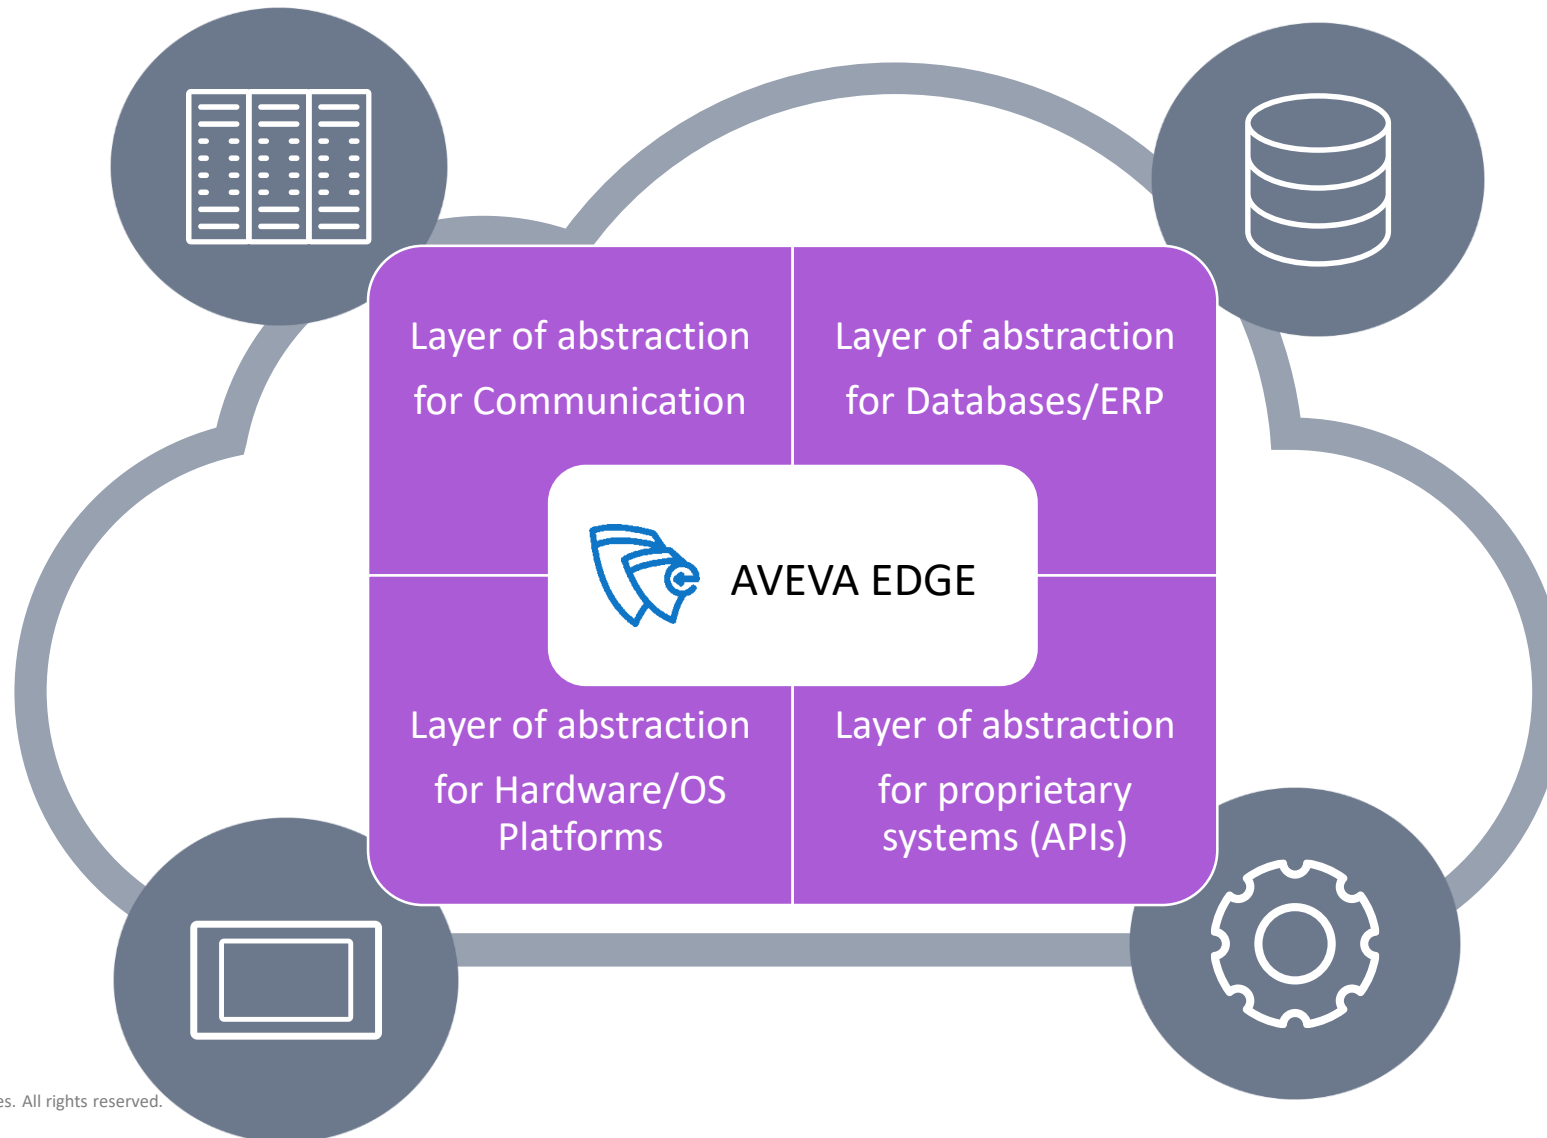 Layer of abstraction
for Communication
Layer of abstraction
for Databases/ERP
AVEVA EDGE
Layer of abstraction
for Hardware/OS
Platforms
Layer of abstraction
for proprietary
systems (APIs)
All rights reserved.